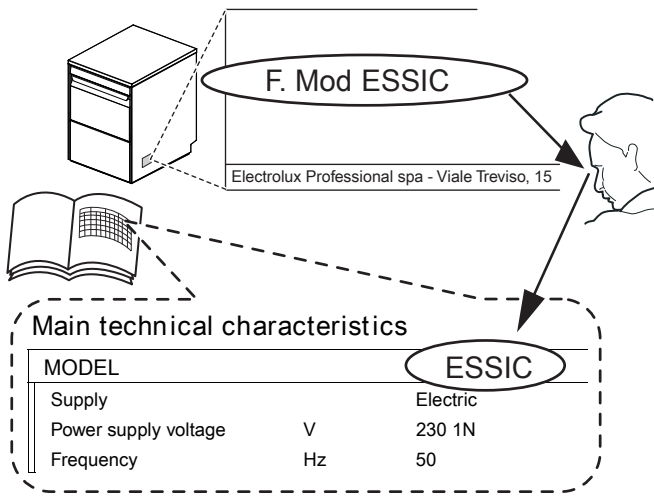 F. Mod ESSIC
Electrolux Professional spa - Viale Treviso, 15
Main technical characteristics
MODEL ESSIC
Supply Electric
Power supply voltage V 230 1N
Frequency Hz 50